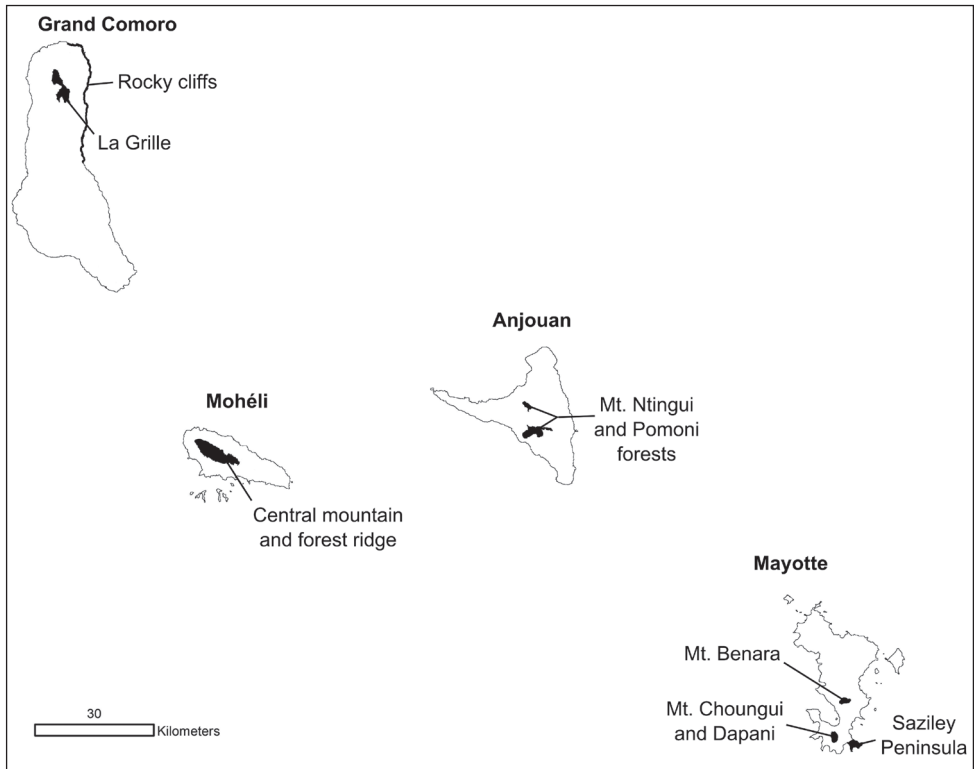 Grand Comoro
Rocky cliffs
La Grille
Anjouan
Mt. Ntingui
and Pomoni
forests
Mohéli
Central mountain
and forest ridge
Mayotte
Mt. Benara
Mt. Choungui
and Dapani
Saziley
Peninsula
30
Kilometers